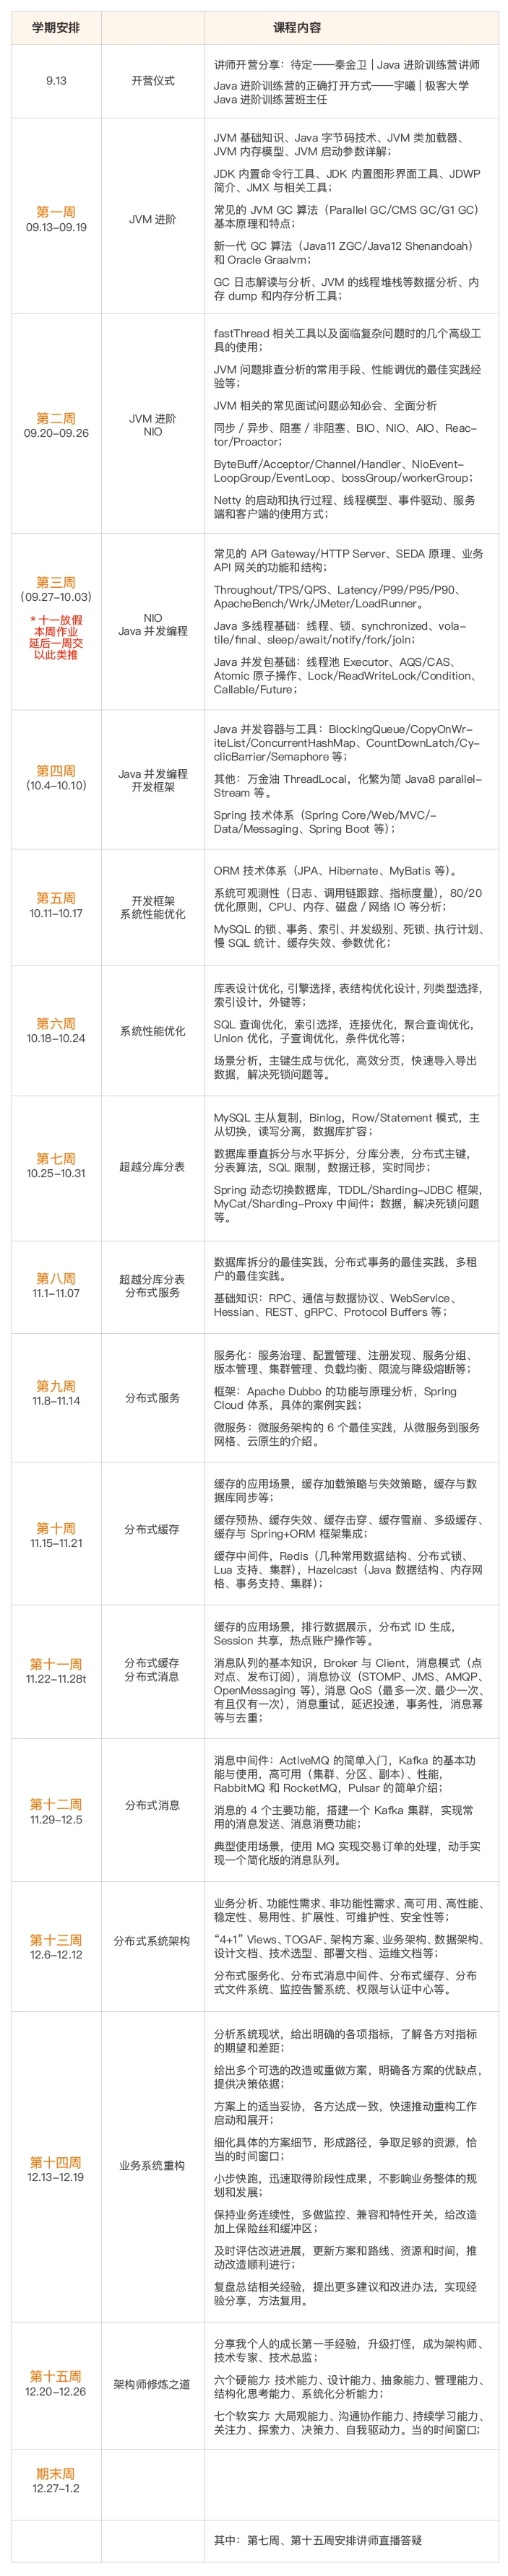 学期安排
课程内容
9.13
开营仪式
讲师开营分享：待定——秦金卫 | Java 进阶训练营讲师
Java 进阶训练营的正确打开方式——宇曦 | 极客大学
Java 进阶训练营班主任
第一周
09.13-09.19
JVM 进阶
JVM 基础知识、Java 字节码技术、JVM 类加载器、
JVM 内存模型、JVM 启动参数详解；
JDK 内置命令行工具、JDK 内置图形界面工具、JDWP
简介、JMX 与相关工具；
常见的 JVM GC 算法（Parallel GC/CMS GC/G1 GC）
基本原理和特点；
新一代 GC 算法（Java11 ZGC/Java12 Shenandoah）
和 Oracle Graalvm；
GC 日志解读与分析、JVM 的线程堆栈等数据分析、内
存 dump 和内存分析工具；
第二周
09.20-09.26
JVM 进阶
NIO
fastThread 相关工具以及面临复杂问题时的几个高级工
具的使用；
JVM 问题排查分析的常用手段、性能调优的最佳实践经
验等；
JVM 相关的常见面试问题必知必会、全面分析
同步 / 异步、阻塞 / 非阻塞、BIO、NIO、AIO、Reac-
tor/Proactor；
ByteBuff/Acceptor/Channel/Handler、NioEvent-
LoopGroup/EventLoop、bossGroup/workerGroup；
Netty 的启动和执行过程、线程模型、事件驱动、服务
端和客户端的使用方式；
第三周
(09.27-10.03)
* 十一放假
本周作业
延后一周交
以此类推
NIO
Java 并发编程
常见的 API Gateway/HTTP Server、SEDA 原理、业务
API 网关的功能和结构；
Throughout/TPS/QPS、Latency/P99/P95/P90、
ApacheBench/Wrk/JMeter/LoadRunner。
Java 多线程基础：线程、锁、synchronized、vola-
tile/final、sleep/await/notify/fork/join；
Java 并发包基础：线程池 Executor、AQS/CAS、
Atomic 原子操作、Lock/ReadWriteLock/Condition、
Callable/Future；
第四周
(10.4-10.10)
Java 并发编程
开发框架
Java 并发容器与工具：BlockingQueue/CopyOnWr-
iteList/ConcurrentHashMap、CountDownLatch/Cy-
clicBarrier/Semaphore 等；
其他：万金油 ThreadLocal，化繁为简 Java8 parallel-
Stream 等。
Spring 技术体系（Spring Core/Web/MVC/-
Data/Messaging、Spring Boot 等）；
第五周
10.11-10.17
开发框架
系统性能优化
ORM 技术体系（JPA、Hibernate、MyBatis 等）。
系统可观测性（日志、调用链跟踪、指标度量），80/20
优化原则，CPU、内存、磁盘 / 网络 IO 等分析；
MySQL 的锁、事务、索引、并发级别、死锁、执行计划、
慢 SQL 统计、缓存失效、参数优化；
第六周
10.18-10.24
系统性能优化
库表设计优化，引擎选择，表结构优化设计，列类型选择，
索引设计，外键等；
SQL 查询优化，索引选择，连接优化，聚合查询优化，
Union 优化，子查询优化，条件优化等；
场景分析，主键生成与优化，高效分页，快速导入导出
数据，解决死锁问题等。
第七周
10.25-10.31
超越分库分表
MySQL 主从复制，Binlog，Row/Statement 模式，主
从切换，读写分离，数据库扩容；
数据库垂直拆分与水平拆分，分库分表，分布式主键，
分表算法，SQL 限制，数据迁移，实时同步；
Spring 动态切换数据库，TDDL/Sharding-JDBC 框架，
MyCat/Sharding-Proxy 中间件；数据，解决死锁问题
等。
第八周
11.1-11.07
超越分库分表
分布式服务
数据库拆分的最佳实践，分布式事务的最佳实践，多租
户的最佳实践。
基础知识：RPC、通信与数据协议、WebService、
Hessian、REST、gRPC、Protocol Buffers 等；
第九周
11.8-11.14
分布式服务
服务化：服务治理、配置管理、注册发现、服务分组、
版本管理、集群管理、负载均衡、限流与降级熔断等；
框架：Apache Dubbo 的功能与原理分析，Spring
Cloud 体系，具体的案例实践；
微服务：微服务架构的 6 个最佳实践，从微服务到服务
网格、云原生的介绍。
第十周
11.15-11.21
分布式缓存
缓存的应用场景，缓存加载策略与失效策略，缓存与数
据库同步等；
缓存预热、缓存失效、缓存击穿、缓存雪崩、多级缓存、
缓存与 Spring+ORM 框架集成；
缓存中间件，Redis（几种常用数据结构、分布式锁、
Lua 支持、集群），Hazelcast（Java 数据结构、内存网
格、事务支持、集群）；
第十一周
11.22-11.28t
分布式缓存
分布式消息
缓存的应用场景，排行数据展示，分布式 ID 生成，
Session 共享，热点账户操作等。
消息队列的基本知识，Broker 与 Client，消息模式（点
对点、发布订阅），消息协议（STOMP、JMS、AMQP、
OpenMessaging 等），消息 QoS（最多一次、最少一次、
有且仅有一次），消息重试，延迟投递，事务性，消息幂
等与去重；
第十二周
11.29-12.5
分布式消息
消息中间件：ActiveMQ 的简单入门，Kafka 的基本功
能与使用，高可用（集群、分区、副本）、性能，
RabbitMQ 和 RocketMQ，Pulsar 的简单介绍；
消息的 4 个主要功能，搭建一个 Kafka 集群，实现常
用的消息发送、消息消费功能；
典型使用场景，使用 MQ 实现交易订单的处理，动手实
现一个简化版的消息队列。
第十三周
12.6-12.12
分布式系统架构
业务分析、功能性需求、非功能性需求、高可用、高性能、
稳定性、易用性、扩展性、可维护性、安全性等；
“4+1” Views、TOGAF、架构方案、业务架构、数据架构、
设计文档、技术选型、部署文档、运维文档等；
分布式服务化、分布式消息中间件、分布式缓存、分布
式文件系统、监控告警系统、权限与认证中心等。
第十四周
12.13-12.19
业务系统重构
分析系统现状，给出明确的各项指标，了解各方对指标
的期望和差距；
给出多个可选的改造或重做方案，明确各方案的优缺点，
提供决策依据；
方案上的适当妥协，各方达成一致，快速推动重构工作
启动和展开；
细化具体的方案细节，形成路径，争取足够的资源，恰
当的时间窗口；
小步快跑，迅速取得阶段性成果，不影响业务整体的规
划和发展；
保持业务连续性，多做监控、兼容和特性开关，给改造
加上保险丝和缓冲区；
及时评估改进进展，更新方案和路线、资源和时间，推
动改造顺利进行；
复盘总结相关经验，提出更多建议和改进办法，实现经
验分享，方法复用。
第十五周
12.20-12.26
架构师修炼之道
分享我个人的成长第一手经验，升级打怪，成为架构师、
技术专家、技术总监；
六个硬能力: 技术能力、设计能力、抽象能力、管理能力、
结构化思考能力、系统化分析能力；
七个软实力: 大局观能力、沟通协作能力、持续学习能力、
关注力、探索力、决策力、自我驱动力。当的时间窗口；
期末周
12.27-1.2
其中：第七周、第十五周安排讲师直播答疑